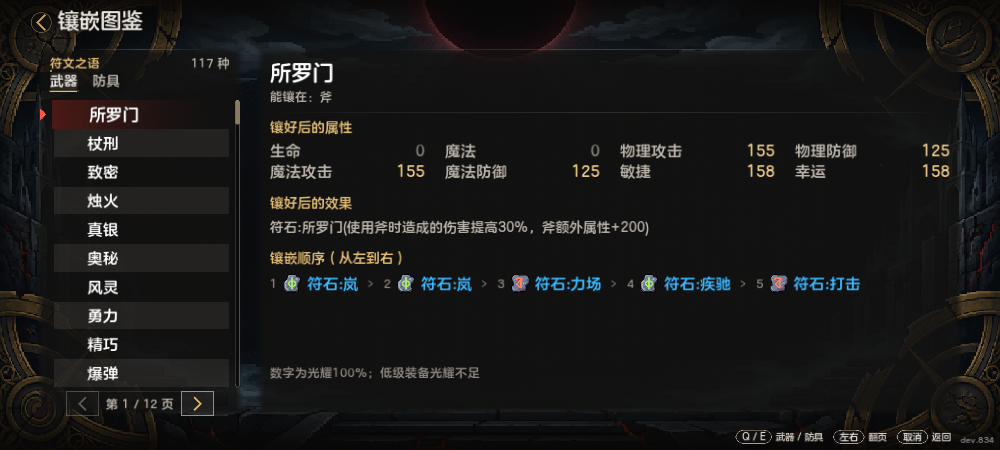 镶嵌图鉴
符文之语 117 种
武器 防具
所罗门
杖刑
致密
烛火
真银
奥秘
风灵
勇力
精巧
爆弹
第 1 / 12 页
所罗门
能镶在：斧
镶好后的属性
生命 0 魔法 0 物理攻击 155 物理防御 125
魔法攻击 155 魔法防御 125 敏捷 158 幸运 158
镶好后的效果
符石:所罗门(使用斧时造成的伤害提高30%，斧额外属性+200)
镶嵌顺序（从左到右）
1 符石:岚 > 2 符石:岚 > 3 符石:力场 > 4 符石:疾驰 > 5 符石:打击
数字为光耀100%；低级装备光耀不足
Q / E 武器 / 防具 左右 翻页 取消 返回 dev.834